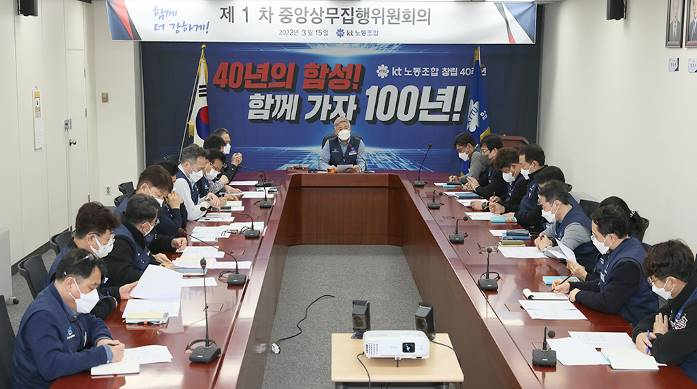 함께
더 강하게!
제 1 차 중앙상무집행위원회의
2022년 3월 15일 kt 노동조합
40년의 함성!
kt 노동조합 창립 40주년
함께 가자 100년!